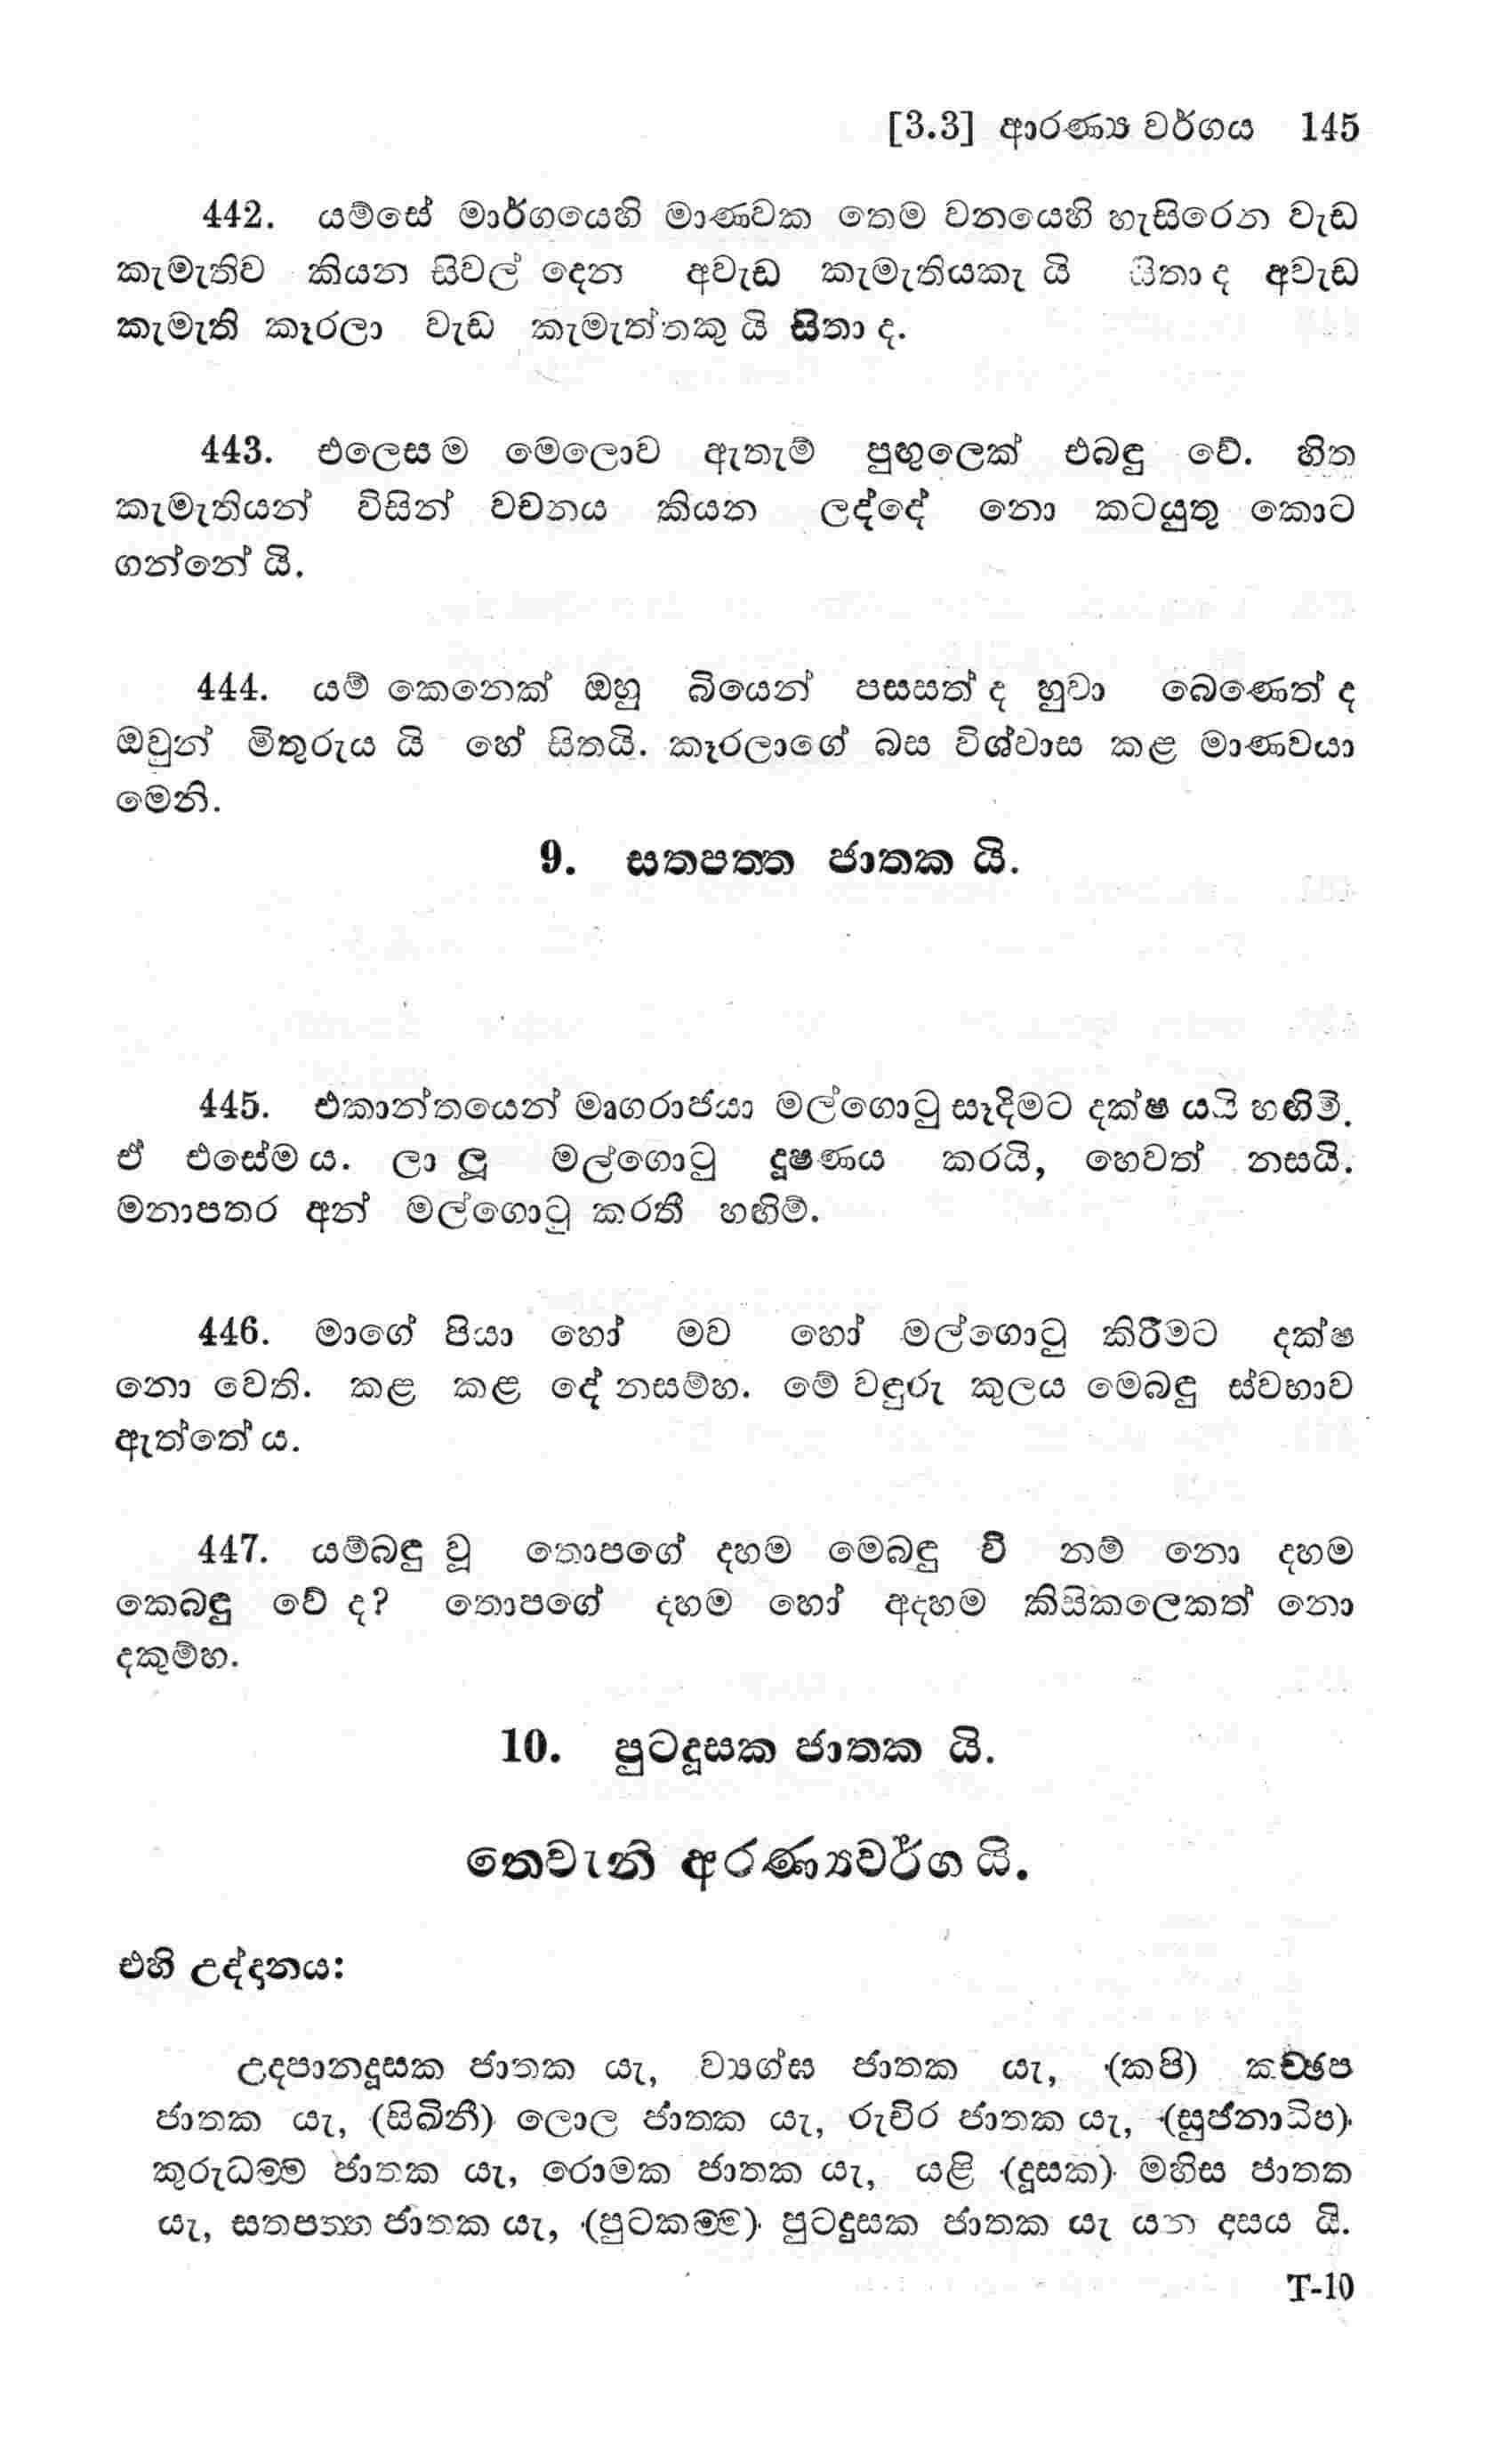 [3.3] ආරණ්‍ය වර්ගය 145
442. යම්සේ මාර්ගයෙහි මාණවක තෙම වනයෙහි හැසිරෙන වැඩ
කැමැතිව කියන සිවල් දෙන අවැඩ කැමැතියකැ යි සිතා ද අවැඩ
කැමැති කෑරලා වැඩ කැමැත්තකු යි සිතා ද.
443. එලෙස ම මෙලොව ඇතැම් පුඟුලෙක් එබඳු වේ. හිත
කැමැතියන් විසින් වචනය කියන ලද්දේ නො කටයුතු කොට
ගන්නේ යි.
444. යම් කෙනෙක් ඔහු බියෙන් පසසත් ද හුවා බෙණෙත් ද
ඔවුන් මිතුරුය යි හේ සිතයි. කෑරලාගේ බස විශ්වාස කළ මාණවයා
මෙනි.
9. සතපත්ත ජාතක යි.
445. එකාන්තයෙන් මෘගරාජයා මල්ගොටු සෑදිමට දක්ෂ යයි හඟිමි.
ඒ එසේම ය. ලා ලූ මල්ගොටු දූෂණය කරයි, හෙවත් නසයි.
මනාපතර අන් මල්ගොටු කරතී හඟිම්.
446. මාගේ පියා හෝ මව හෝ මල්ගොටු කිරීමට දක්ෂ
නො වෙති. කළ කළ දේ නසම්හ. මේ වඳුරු කුලය මෙබඳු ස්වභාව
ඇත්තේ ය.
447. යම්බඳු වූ තොපගේ දහම මෙබඳු වී නම් නො දහම
කෙබඳු වේ ද? තොපගේ දහම හෝ අදහම කිසිකලෙකත් නො
දකුම්හ.
10. පුටදූසක ජාතක යි.
තෙවැනි අරණ්‍යවර්ග යි.
එහි උද්දානය:
උදපානදූසක ජාතක යැ, ව්‍යග්ඝ ජාතක යැ, (කපි) කච්ඡප
ජාතක යැ, (සිඛිනී) ලොල ජාතක යැ, රුචිර ජාතක යැ, (සුජනාධිප)
කුරුධම්ම ජාතක යැ, රොමක ජාතක යැ, යළි (දූසක) මහිස ජාතක
යැ, සතපත්ත ජාතක යැ, (පුටකම්ම) පුටදුසක ජාතක යැ යන දසය යි.
T-10